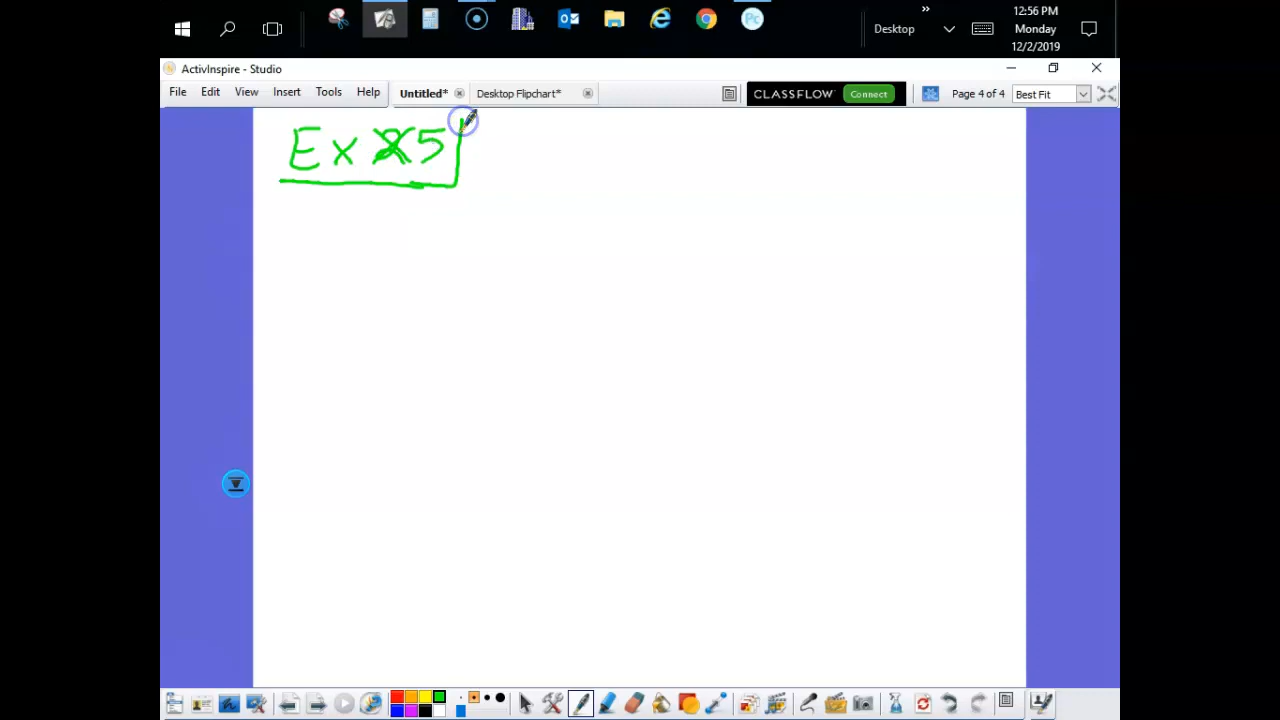 12:56 PM
Desktop
Monday
12/2/2019
ActivInspire - Studio
File Edit View Insert Tools Help
Untitled* Desktop Flipchart*
CLASSFLOW Connect
Page 4 of 4 Best Fit
Ex 5